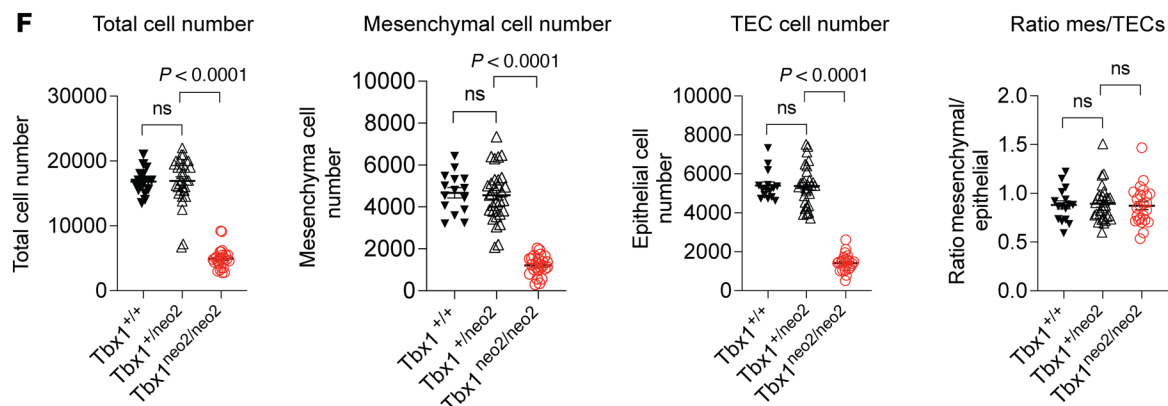 F
Total cell number
Mesenchymal cell number
TEC cell number
Ratio mes/TECs
Total cell number
30000
20000
10000
0
ns
P < 0.0001
Tbx1+/+
Tbx1+/neo2
Tbx1neo2/neo2
Mesenchyma cell
number
10000
8000
6000
4000
2000
0
ns
P < 0.0001
Tbx1+/+
Tbx1+/neo2
Tbx1neo2/neo2
Epithelial cell
number
10000
8000
6000
4000
2000
0
ns
P < 0.0001
Tbx1+/+
Tbx1+/neo2
Tbx1neo2/neo2
Ratio mesenchymal/
epithelial
2.0
1.5
1.0
0.5
0.0
ns
ns
Tbx1+/+
Tbx1+/neo2
Tbx1neo2/neo2